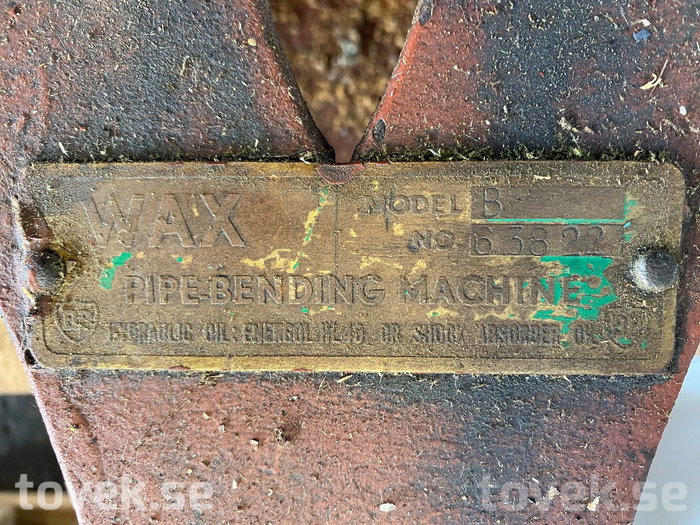 WAX
MODEL B
NO. 63822
PIPE-BENDING MACHINE
HYDRAULIC OIL: ENERGOL HL OR SHOCK ABSORBER OIL
tovek.se tovek.se